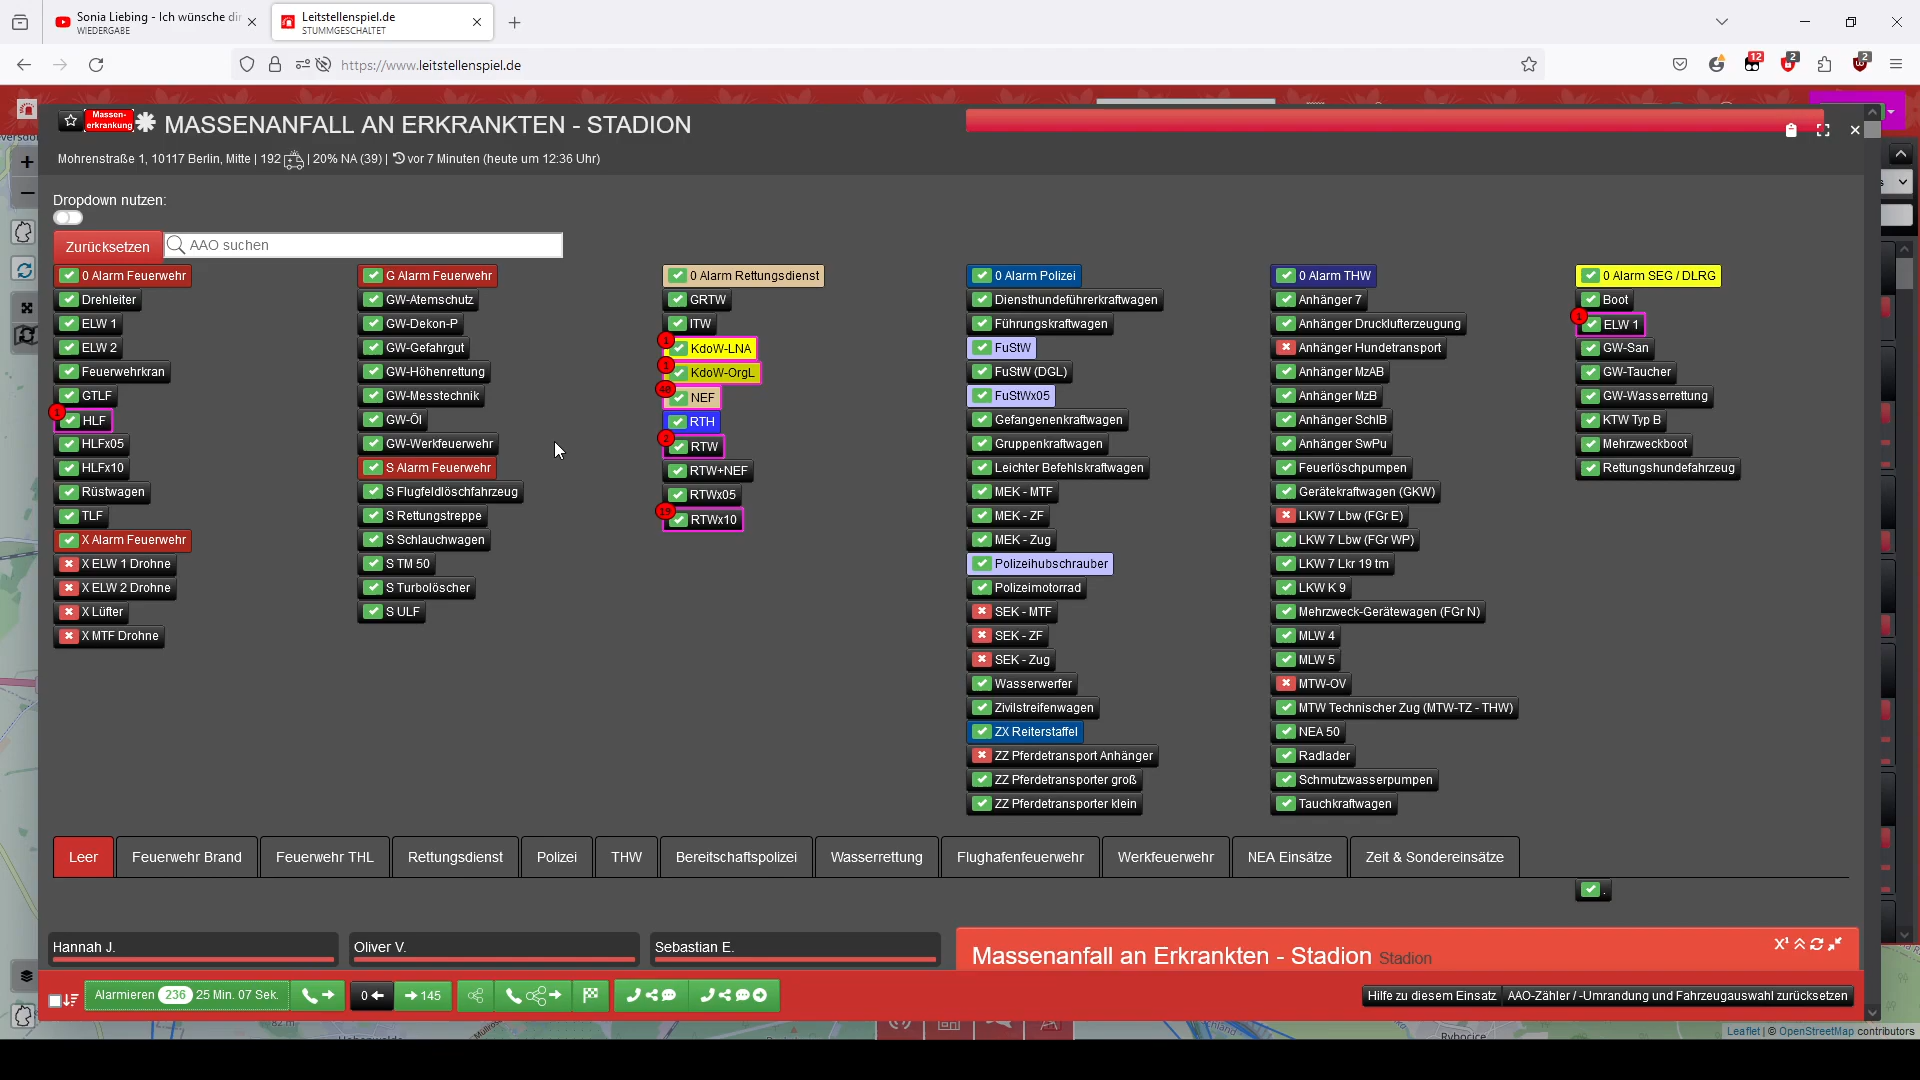 Sonia Liebing - Ich wünsche dir
WIEDERGABE
Leitstellenspiel.de
STUMMGESCHALTET
https://www.leitstellenspiel.de
12
2
2
Massen-
erkrankung
MASSENANFALL AN ERKRANKTEN - STADION
Mohrenstraße 1, 10117 Berlin, Mitte | 192 | 20% NA (39) | vor 7 Minuten (heute um 12:36 Uhr)
Dropdown nutzen:
Zurücksetzen
AAO suchen
0 Alarm Feuerwehr
Drehleiter
ELW 1
ELW 2
Feuerwehrkran
GTLF
1
HLF
HLFx05
HLFx10
Rüstwagen
TLF
X Alarm Feuerwehr
X ELW 1 Drohne
X ELW 2 Drohne
X Lüfter
X MTF Drohne
G Alarm Feuerwehr
GW-Atemschutz
GW-Dekon-P
GW-Gefahrgut
GW-Höhenrettung
GW-Messtechnik
GW-Öl
GW-Werkfeuerwehr
S Alarm Feuerwehr
S Flugfeldlöschfahrzeug
S Rettungstreppe
S Schlauchwagen
S TM 50
S Turbolöscher
S ULF
0 Alarm Rettungsdienst
GRTW
ITW
1
KdoW-LNA
1
KdoW-OrgL
40
NEF
RTH
2
RTW
RTW+NEF
RTWx05
19
RTWx10
0 Alarm Polizei
Diensthundeführerkraftwagen
Führungskraftwagen
FuStW
FuStW (DGL)
FuStWx05
Gefangenenkraftwagen
Gruppenkraftwagen
Leichter Befehlskraftwagen
MEK - MTF
MEK - ZF
MEK - Zug
Polizeihubschrauber
Polizeimotorrad
SEK - MTF
SEK - ZF
SEK - Zug
Wasserwerfer
Zivilstreifenwagen
ZX Reiterstaffel
ZZ Pferdetransport Anhänger
ZZ Pferdetransporter groß
ZZ Pferdetransporter klein
0 Alarm THW
Anhänger 7
Anhänger Drucklufterzeugung
Anhänger Hundetransport
Anhänger MzAB
Anhänger MzB
Anhänger SchlB
Anhänger SwPu
Feuerlöschpumpen
Gerätekraftwagen (GKW)
LKW 7 Lbw (FGr E)
LKW 7 Lbw (FGr WP)
LKW 7 Lkr 19 tm
LKW K 9
Mehrzweck-Gerätewagen (FGr N)
MLW 4
MLW 5
MTW-OV
MTW Technischer Zug (MTW-TZ - THW)
NEA 50
Radlader
Schmutzwasserpumpen
Tauchkraftwagen
0 Alarm SEG / DLRG
Boot
1
ELW 1
GW-San
GW-Taucher
GW-Wasserrettung
KTW Typ B
Mehrzweckboot
Rettungshundefahrzeug
Leer
Feuerwehr Brand
Feuerwehr THL
Rettungsdienst
Polizei
THW
Bereitschaftspolizei
Wasserrettung
Flughafenfeuerwehr
Werkfeuerwehr
NEA Einsätze
Zeit & Sondereinsätze
.
Hannah J.
Oliver V.
Sebastian E.
Massenanfall an Erkrankten - Stadion Stadion
X¹
Alarmieren 236 25 Min. 07 Sek.
0
145
Hilfe zu diesem Einsatz
AAO-Zähler / -Umrandung und Fahrzeugauswahl zurücksetzen
Leaflet | © OpenStreetMap contributors